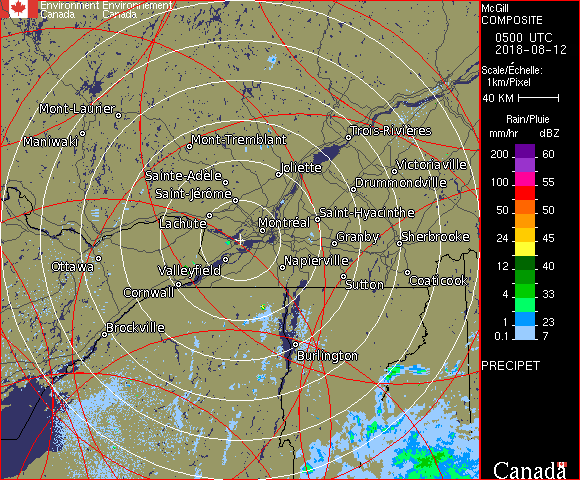 Environment Environnement
Canada Canada
McGill
COMPOSITE
0500 UTC
2018-08-12
Scale/Échelle:
1km/Pixel
40 KM
Rain/Pluie
mm/hr dBZ
200 60
150 55
100 55
50 50
24 45
12 40
4 33
1 23
0.1 7
PRECIPET
Mont-Laurier
Maniwaki
Mont-Tremblant
Trois-Rivières
Sainte-Adèle
Joliette
Victoriaville
Saint-Jérôme
Drummondville
Lachute
Montréal
Saint-Hyacinthe
Granby
Sherbrooke
Ottawa
Valleyfield
Napierville
Cornwall
Sutton
Coaticook
Brockville
Burlington
Canada